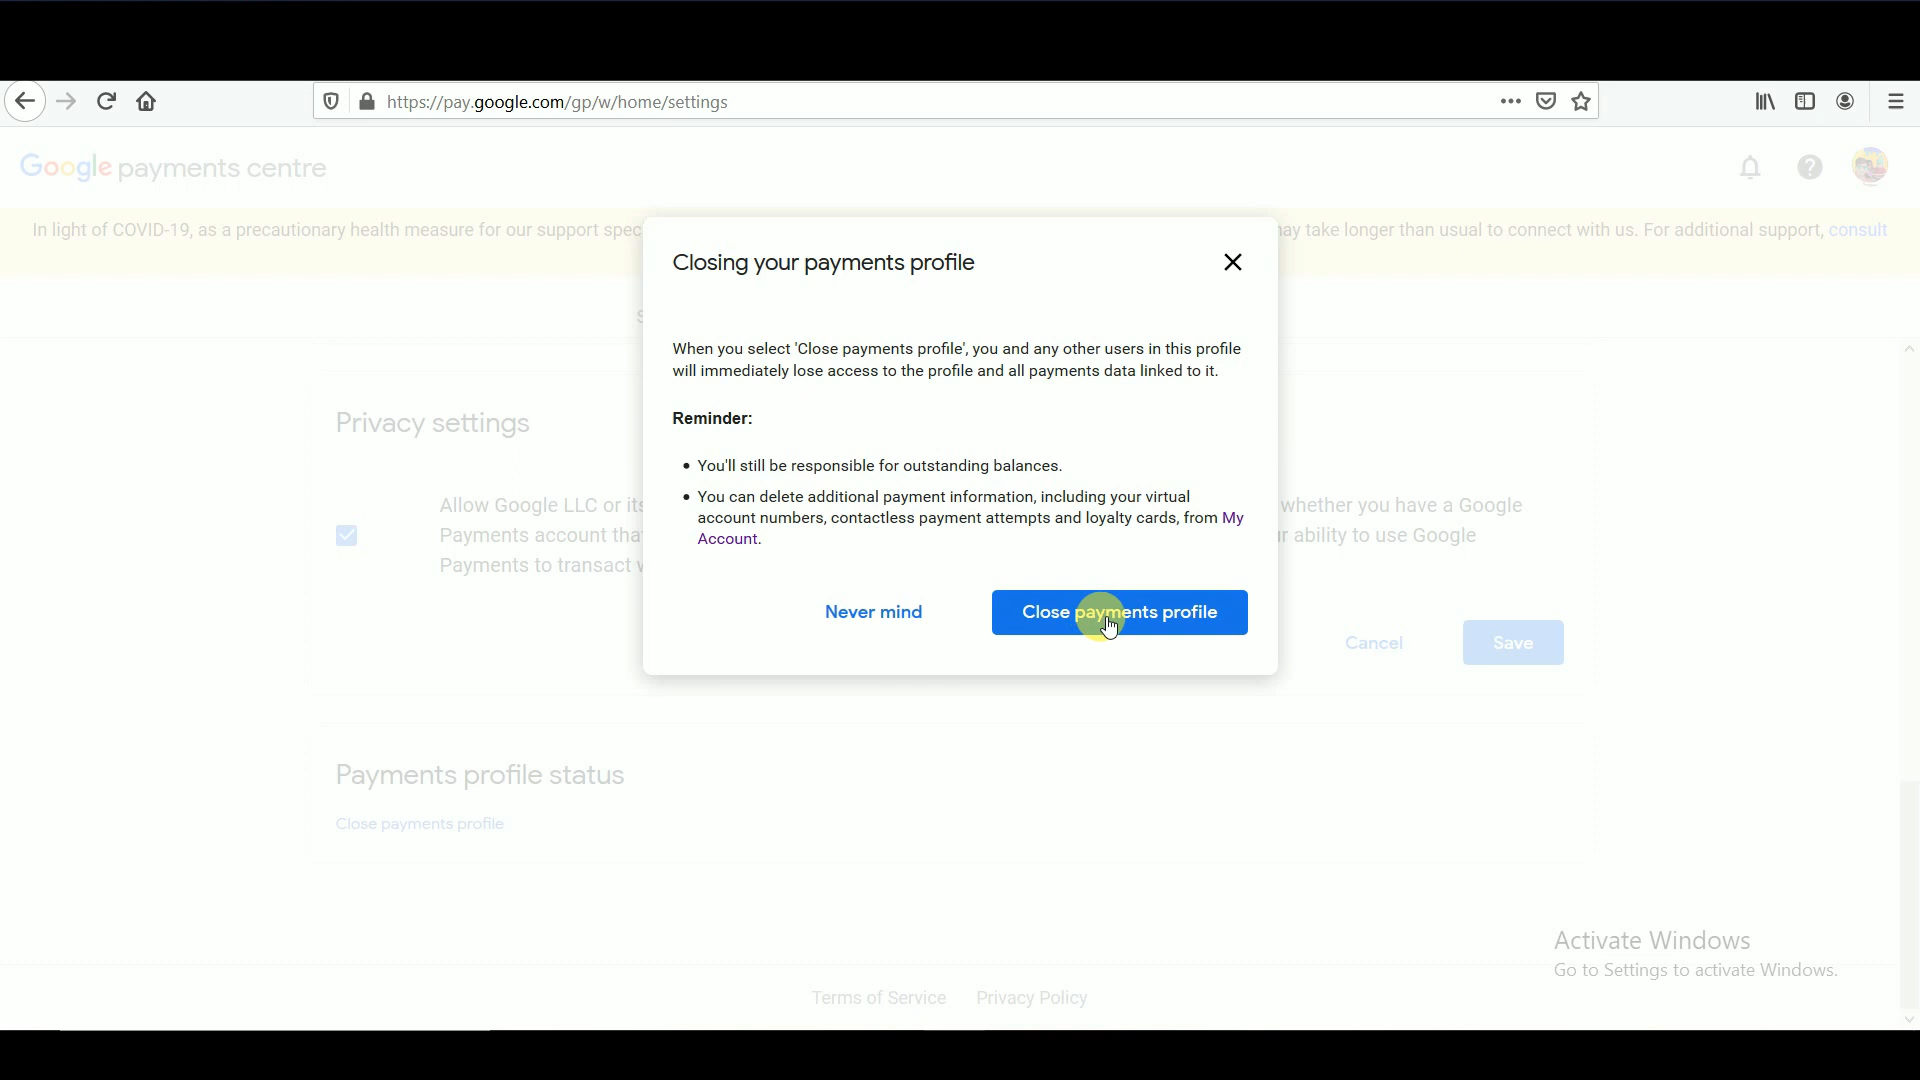 https://pay.google.com/gp/w/home/settings
Google payments centre
In light of COVID-19, as a precautionary health measure for our support spec
may take longer than usual to connect with us. For additional support, consult
Closing your payments profile
When you select 'Close payments profile', you and any other users in this profile
will immediately lose access to the profile and all payments data linked to it.
Reminder:
• You'll still be responsible for outstanding balances.
• You can delete additional payment information, including your virtual
account numbers, contactless payment attempts and loyalty cards, from My
Account.
Never mind
Close payments profile
Privacy settings
Allow Google LLC or its
whether you have a Google
Payments account tha
ability to use Google
Payments to transact
Cancel
Save
Payments profile status
Close payments profile
Activate Windows
Go to Settings to activate Windows.
Terms of Service
Privacy Policy